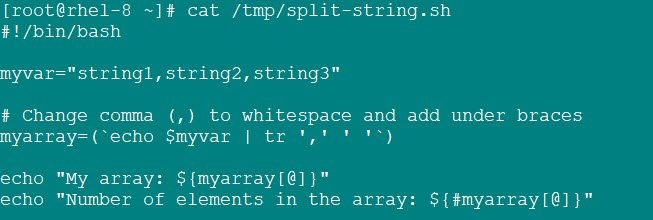 [root@rhel-8 ~]# cat /tmp/split-string.sh
#!/bin/bash
myvar="string1,string2,string3"
# Change comma (,) to whitespace and add under braces
myarray=(`echo $myvar | tr ',' ' '`)
echo "My array: ${myarray[@]}"
echo "Number of elements in the array: ${#myarray[@]}"